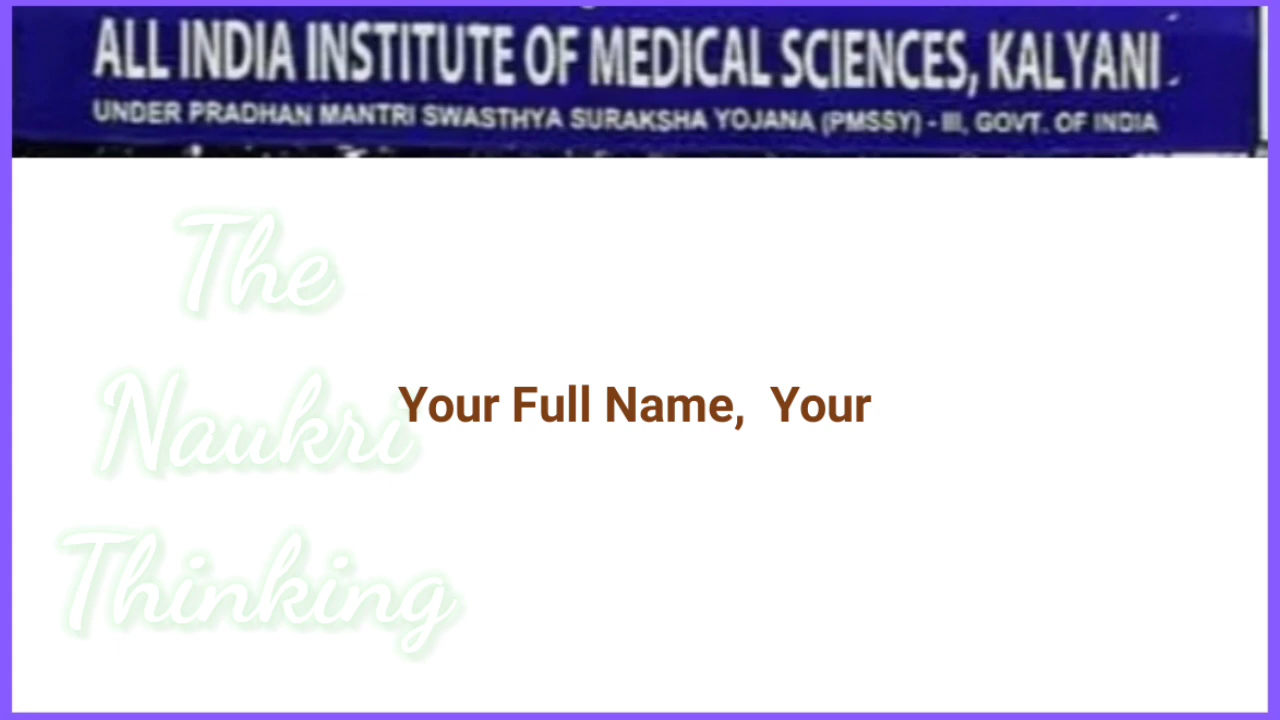 ALL INDIA INSTITUTE OF MEDICAL SCIENCES, KALYANI
UNDER PRADHAN MANTRI SWASTHYA SURAKSHA YOJANA (PMSSY) - III, GOVT. OF INDIA
The
Naukri
Thinking
Your Full Name, Your